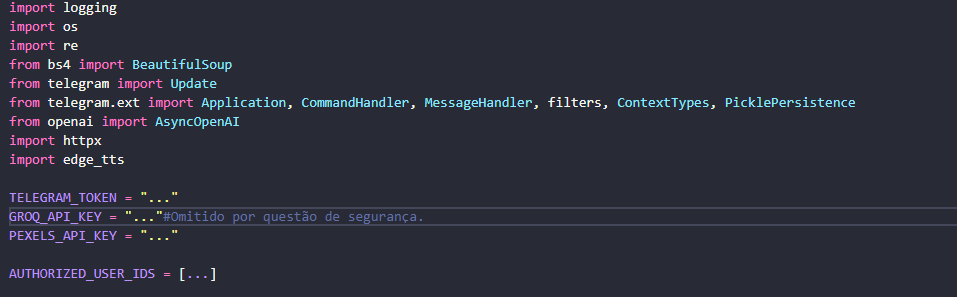 import logging
import os
import re
from bs4 import BeautifulSoup
from telegram import Update
from telegram.ext import Application, CommandHandler, MessageHandler, filters, ContextTypes, PicklePersistence
from openai import AsyncOpenAI
import httpx
import edge_tts
TELEGRAM_TOKEN = "..."
GROQ_API_KEY = "..."#Omitido por questão de segurança.
PEXELS_API_KEY = "..."
AUTHORIZED_USER_IDS = [...]